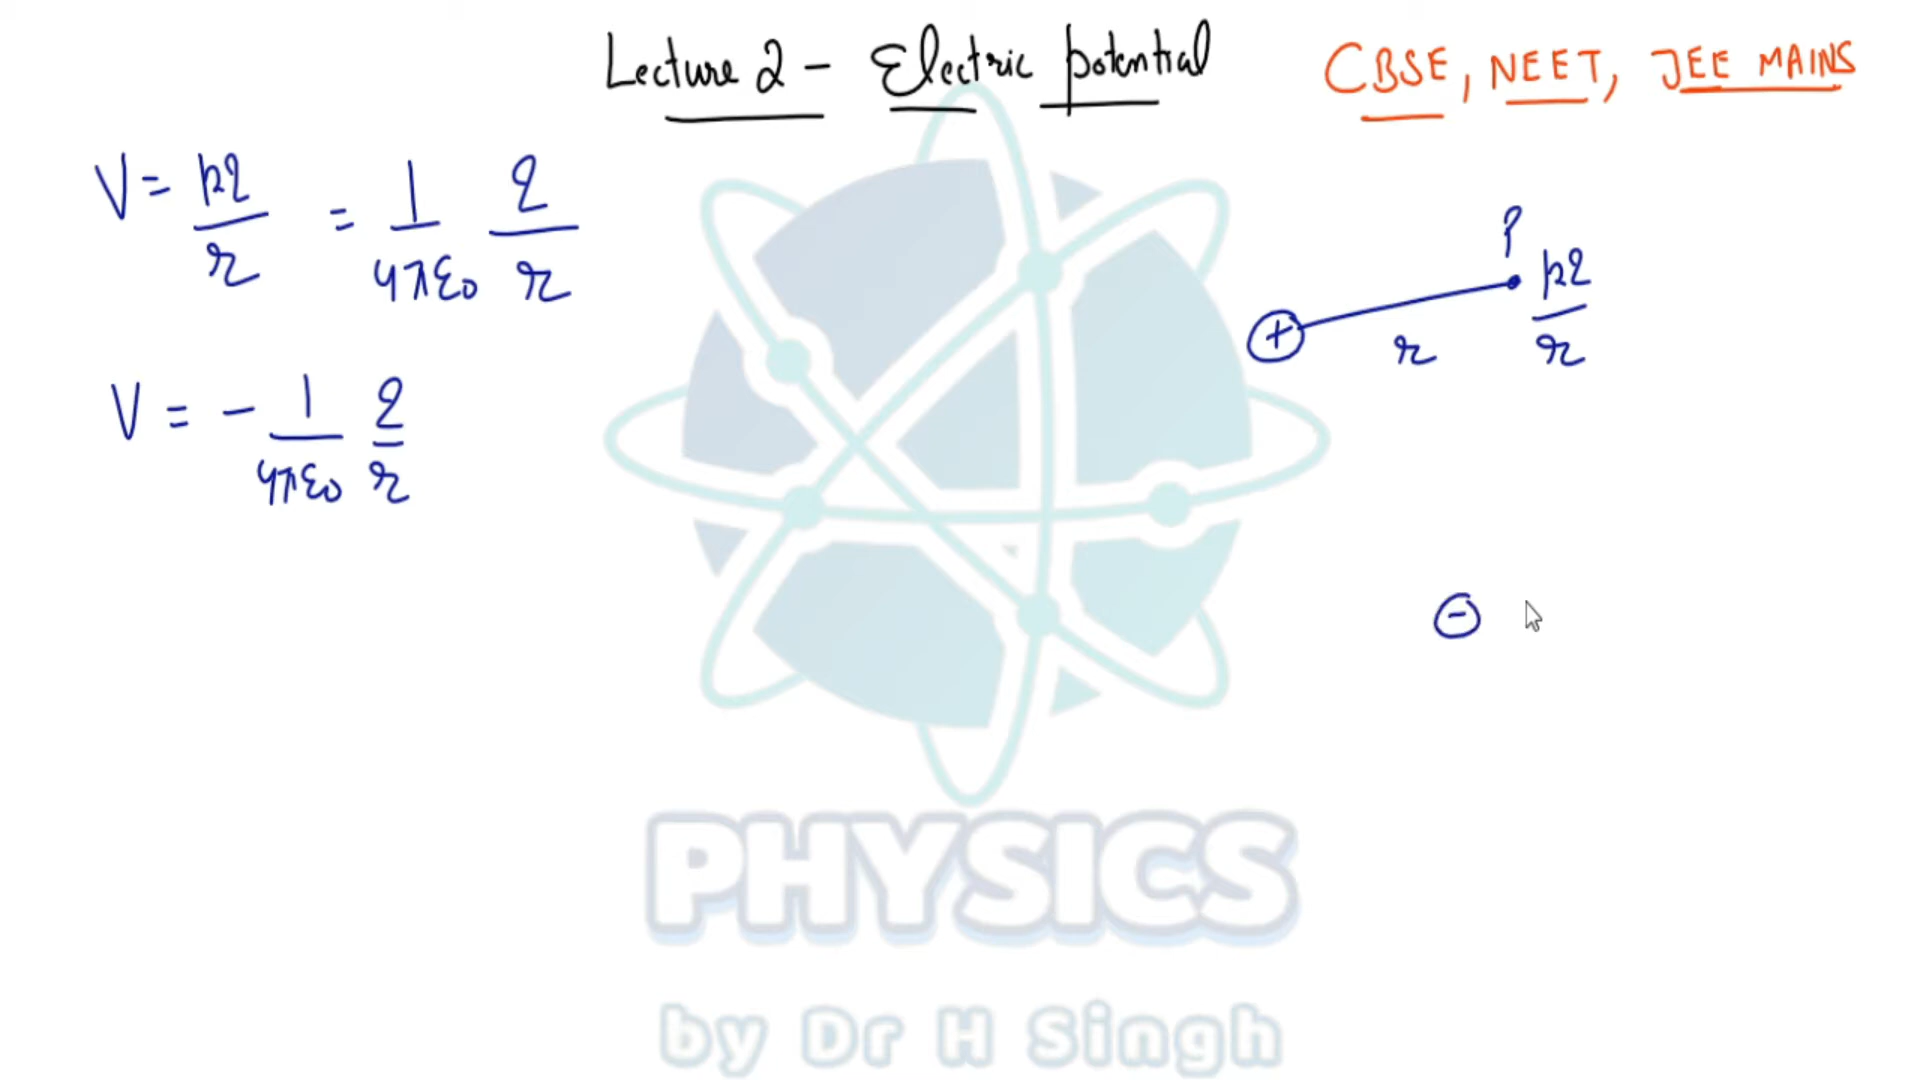 Lecture 2 - Electric potential
CBSE, NEET, JEE MAINS
V = kq/r = 1/4πε0 q/r
P
+
r
kq/r
V = - 1/4πε0 q/r
-
PHYSICS
by Dr H Singh